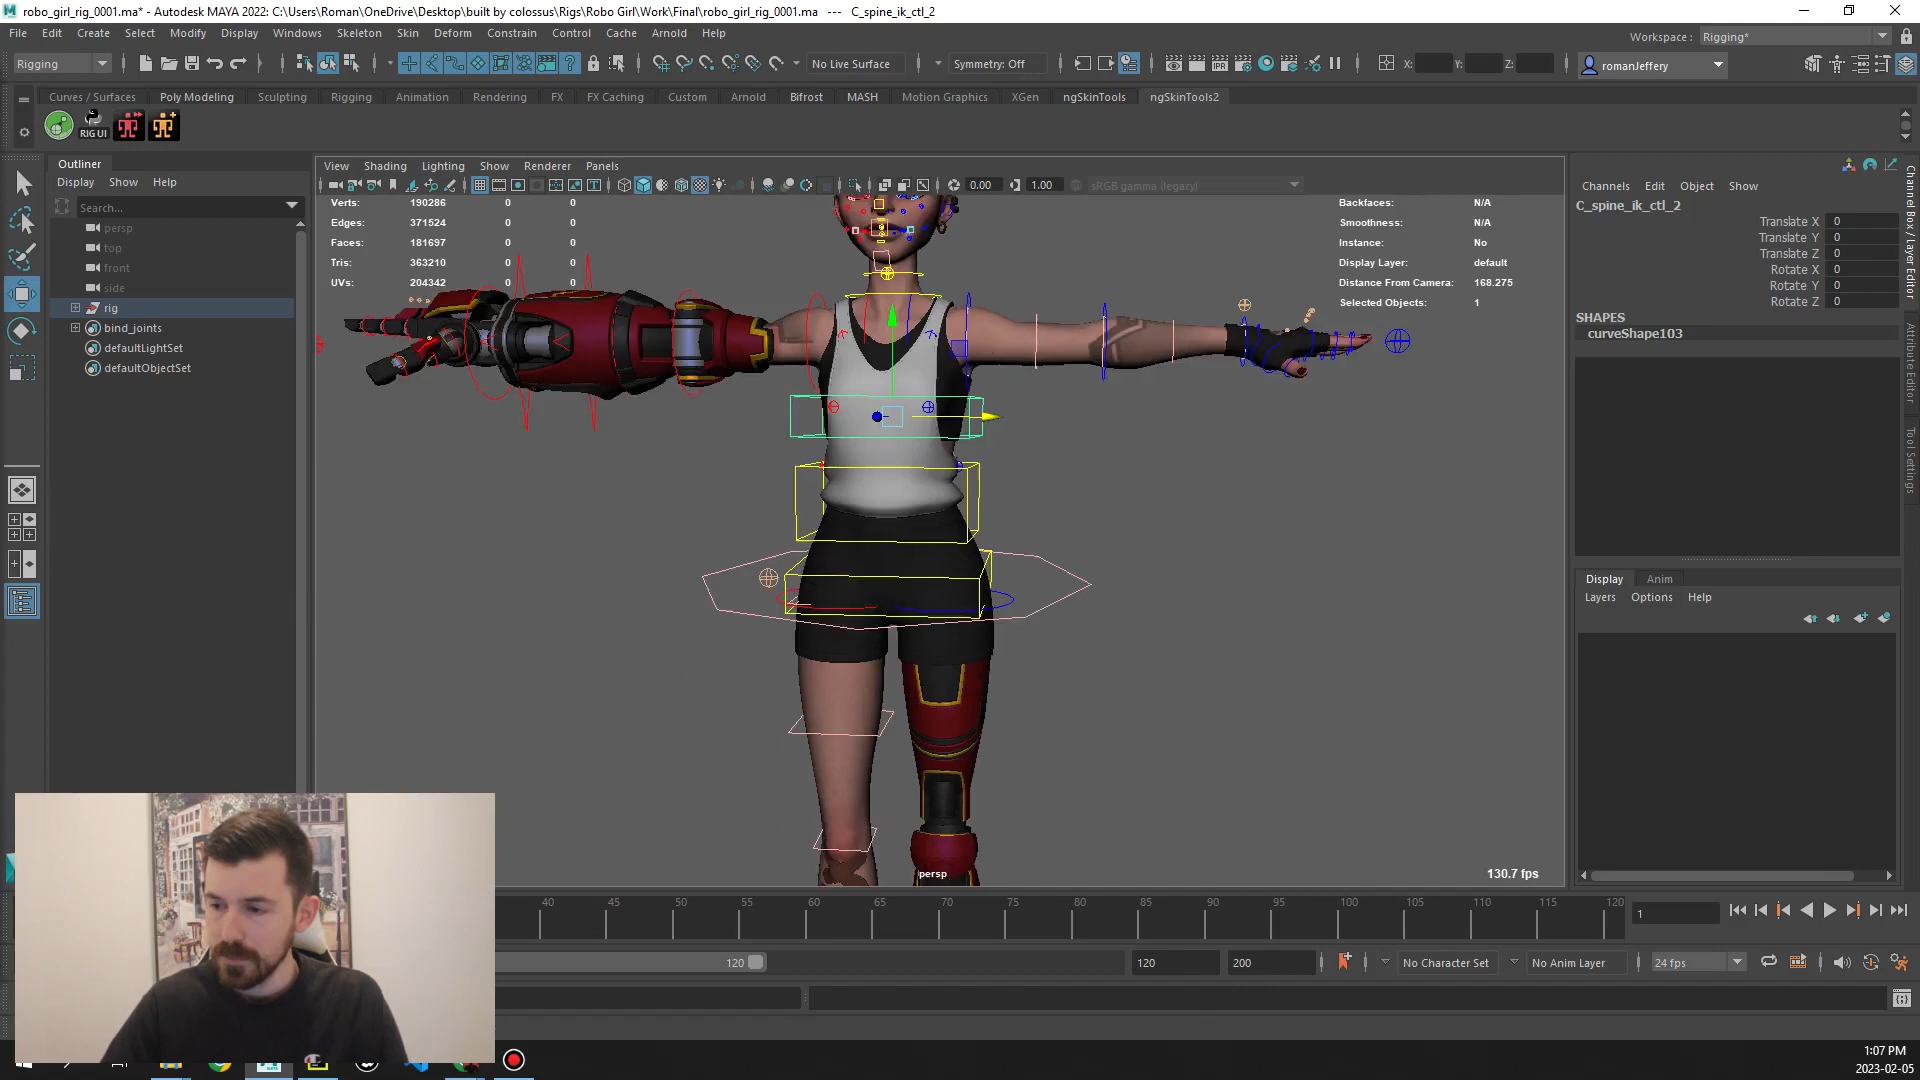 robo_girl_rig_0001.ma* - Autodesk MAYA 2022: C:\Users\Roman\OneDrive\Desktop\built by colossus\Rigs\Robo Girl\Work\Final\robo_girl_rig_0001.ma --- C_spine_ik_ctl_2
File Edit Create Select Modify Display Windows Skeleton Skin Deform Constrain Control Cache Arnold Help
Workspace : Rigging*
Rigging
No Live Surface
Symmetry: Off
X: Y: Z:
romanJeffery
Curves / Surfaces Poly Modeling Sculpting Rigging Animation Rendering FX FX Caching Custom Arnold Bifrost MASH Motion Graphics XGen ngSkinTools ngSkinTools2
RIG UI
Outliner
Display Show Help
Search...
persp
top
front
side
rig
bind_joints
defaultLightSet
defaultObjectSet
View Shading Lighting Show Renderer Panels
0.00 1.00 sRGB gamma (legacy)
Verts: 190286 0 0
Edges: 371524 0 0
Faces: 181697 0 0
Tris: 363210 0 0
UVs: 204342 0 0
Backfaces: N/A
Smoothness: N/A
Instance: No
Display Layer: default
Distance From Camera: 168.275
Selected Objects: 1
persp
130.7 fps
Channels Edit Object Show
C_spine_ik_ctl_2
Translate X 0
Translate Y 0
Translate Z 0
Rotate X 0
Rotate Y 0
Rotate Z 0
SHAPES
curveShape103
Channel Box / Layer Editor
Attribute Editor
Tool Settings
Display Anim
Layers Options Help
40 45 50 55 60 65 70 75 80 85 90 95 100 105 110 115 120
1
120
120 200
No Character Set
No Anim Layer
24 fps
1:07 PM
2023-02-05